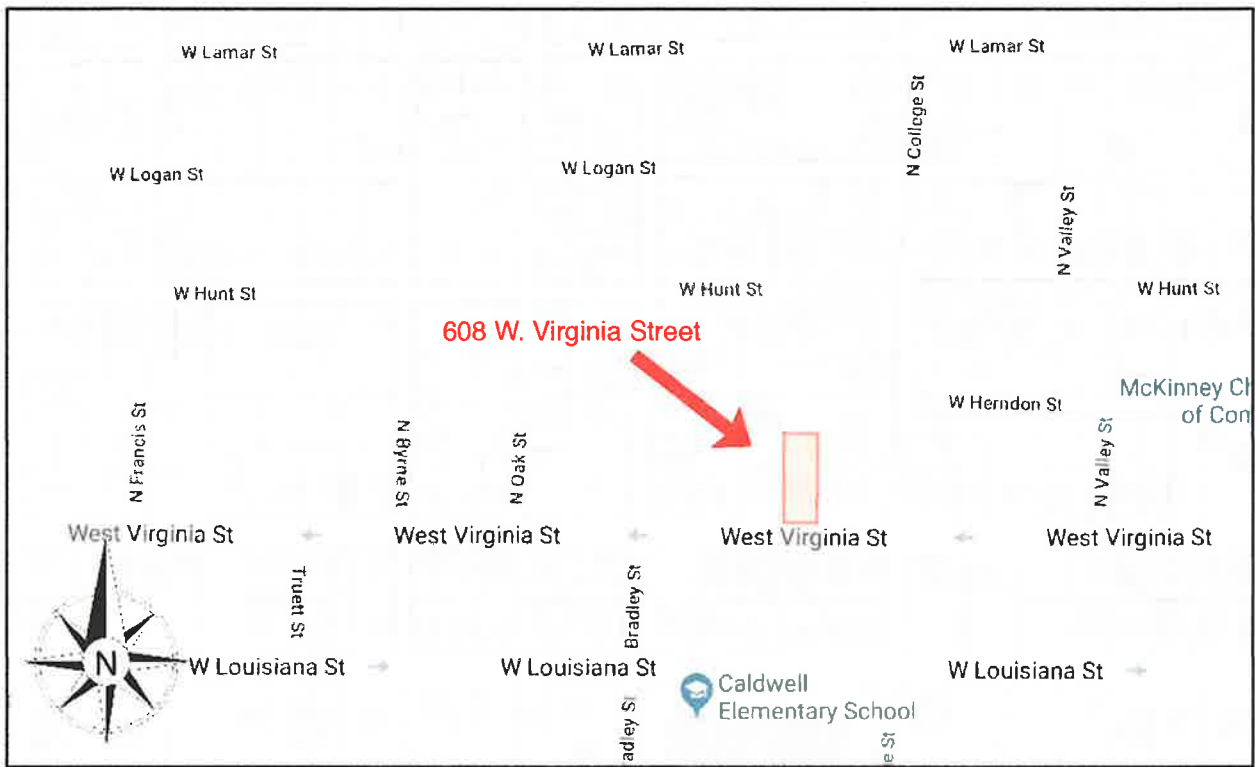 W Lamar St
W Lamar St
W Lamar St
N College St
W Logan St
W Logan St
N Valley St
W Hunt St
W Hunt St
W Hunt St
608 W. Virginia Street
W Herndon St
McKinney Ch
of Con
N Francis St
N Byrne St
N Oak St
N Valley St
West Virginia St
West Virginia St
West Virginia St
West Virginia St
Truett St
Bradley St
N
W Louisiana St
W Louisiana St
W Louisiana St
Caldwell
Elementary School
adley St
e St